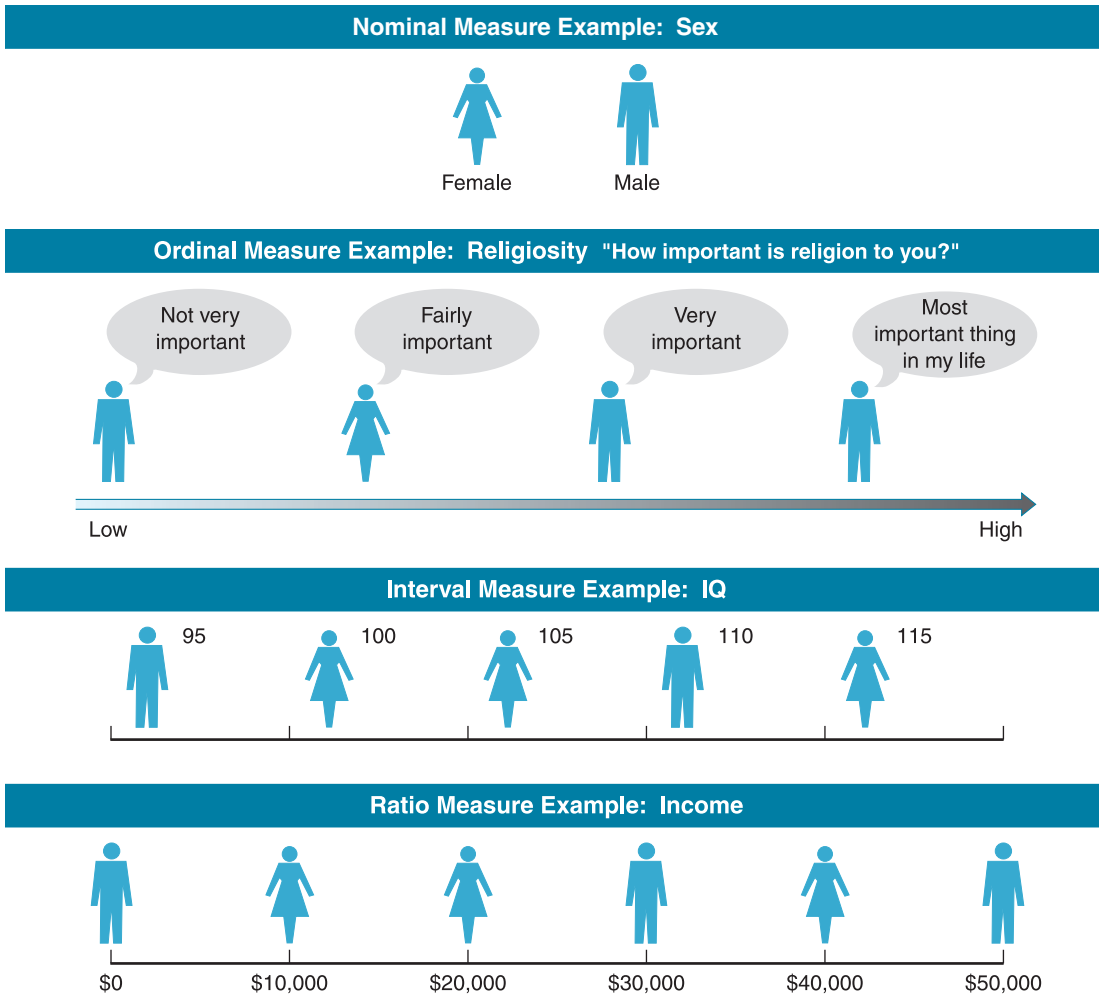 Nominal Measure Example: Sex
Female
Male
Ordinal Measure Example: Religiosity "How important is religion to you?"
Not very
important
Fairly
important
Very
important
Most
important thing
in my life
Low
High
Interval Measure Example: IQ
95
100
105
110
115
Ratio Measure Example: Income
$0
$10,000
$20,000
$30,000
$40,000
$50,000